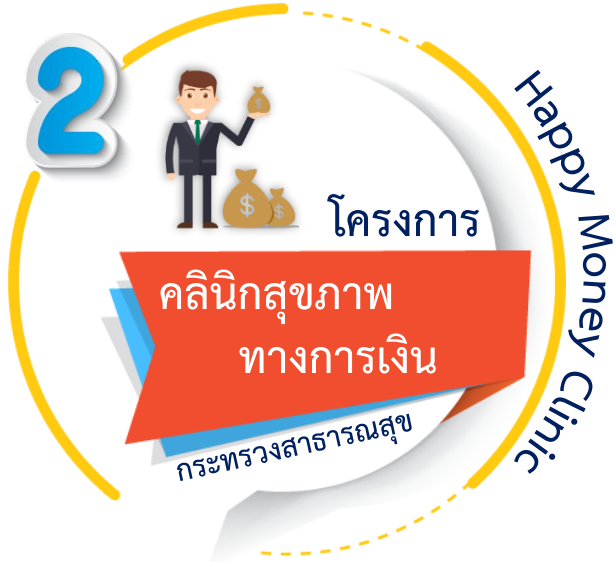 2
โครงการ
คลินิกสุขภาพ
ทางการเงิน
กระทรวงสาธารณสุข
Happy Money Clinic
$
$
$